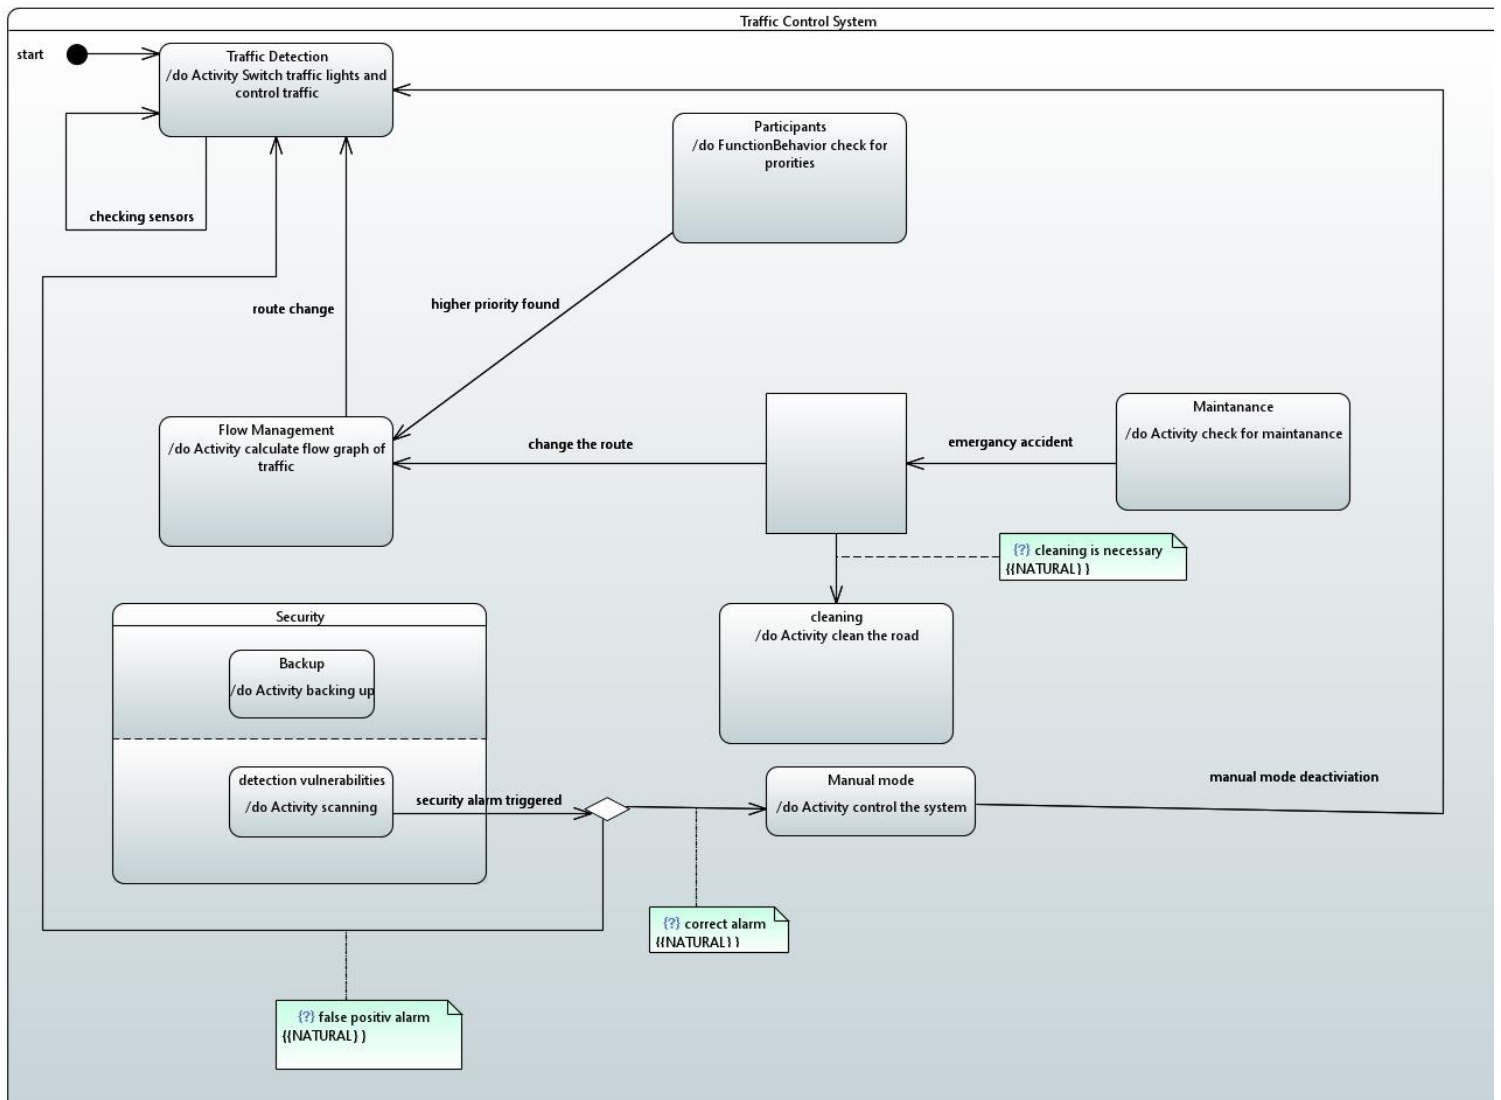 Traffic Control System
start
Traffic Detection
/do Activity Switch traffic lights and
control traffic
Participants
/do FunctionBehavior check for
prorities
checking sensors
route change
higher priority found
Flow Management
/do Activity calculate flow graph of
traffic
change the route
emergancy accident
Maintanance
/do Activity check for maintanance
{?} cleaning is necessary
{{NATURAL} }
cleaning
/do Activity clean the road
Security
Backup
/do Activity backing up
detection vulnerabilities
/do Activity scanning
security alarm triggered
Manual mode
/do Activity control the system
manual mode deactiviation
{?} correct alarm
{{NATURAL} }
{?} false positiv alarm
{{NATURAL} }